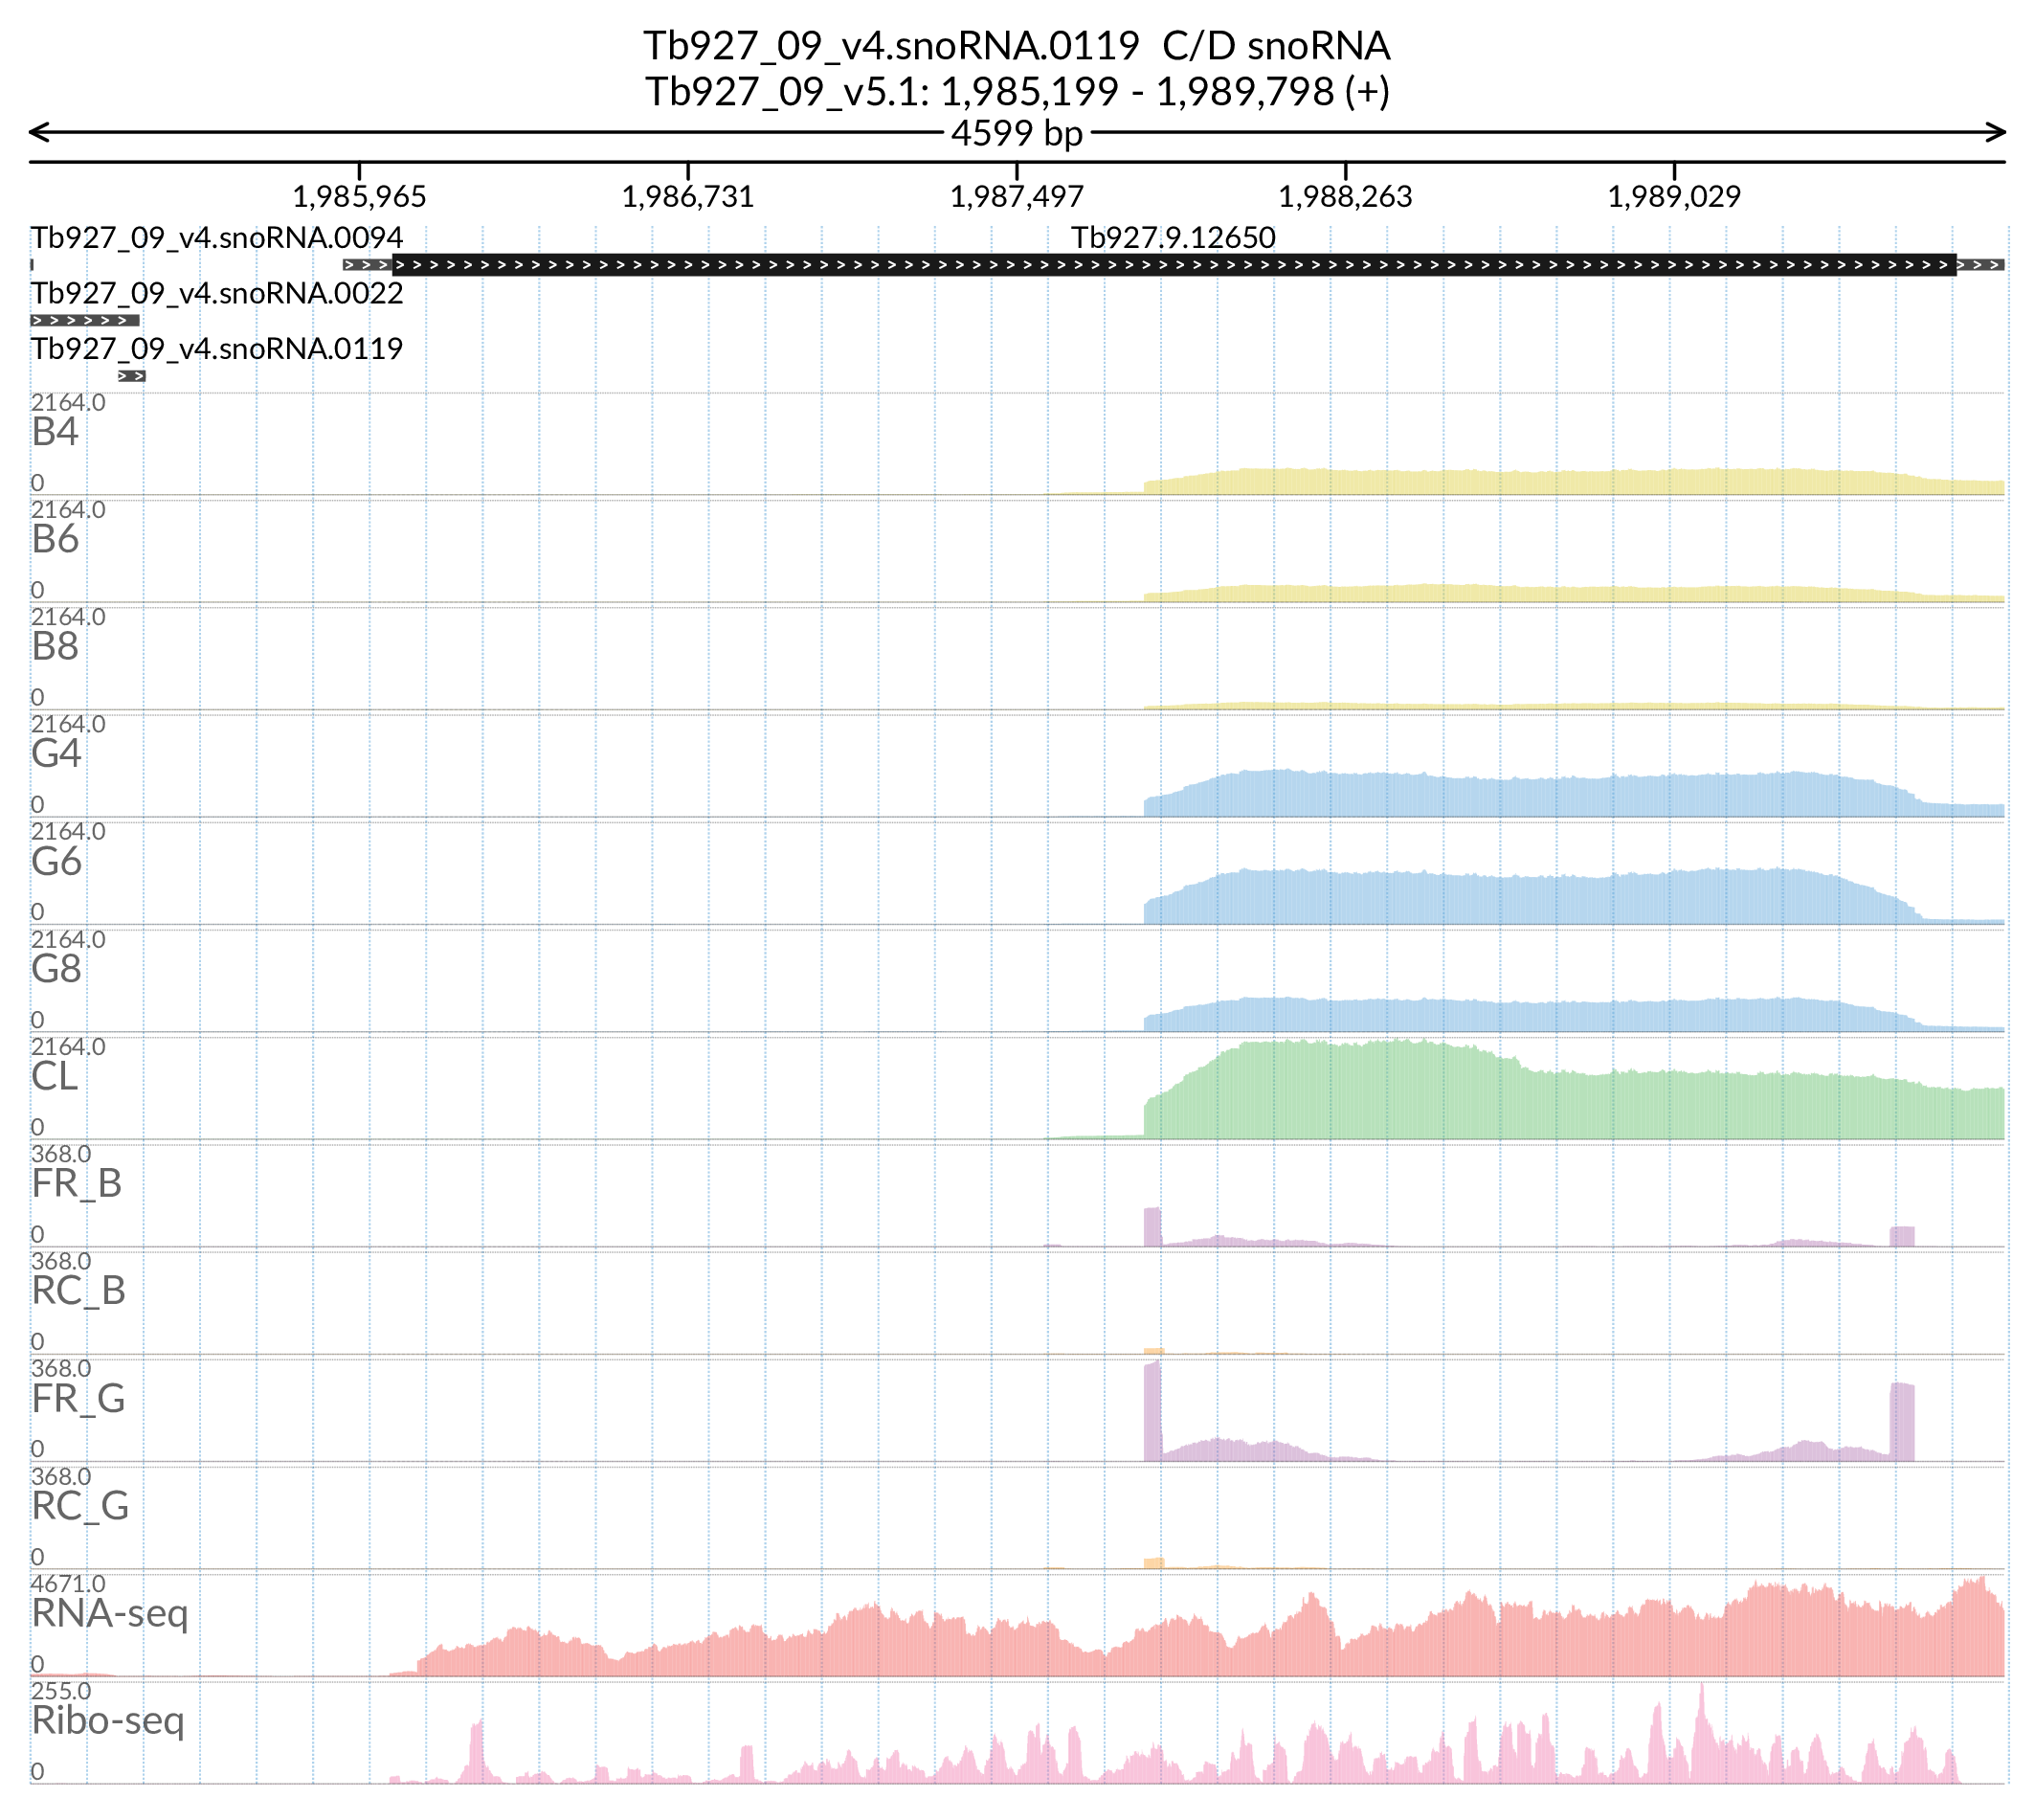 Tb927_09_v4.snoRNA.0119 C/D snoRNA
Tb927_09_v5.1: 1,985,199 - 1,989,798 (+)
4599 bp
1,985,965 1,986,731 1,987,497 1,988,263 1,989,029
Tb927_09_v4.snoRNA.0094 Tb927.9.12650
Tb927_09_v4.snoRNA.0022
Tb927_09_v4.snoRNA.0119
2164.0
B4
0
2164.0
B6
0
2164.0
B8
0
2164.0
G4
0
2164.0
G6
0
2164.0
G8
0
2164.0
CL
0
368.0
FR_B
0
368.0
RC_B
0
368.0
FR_G
0
368.0
RC_G
0
4671.0
RNA-seq
0
255.0
Ribo-seq
0